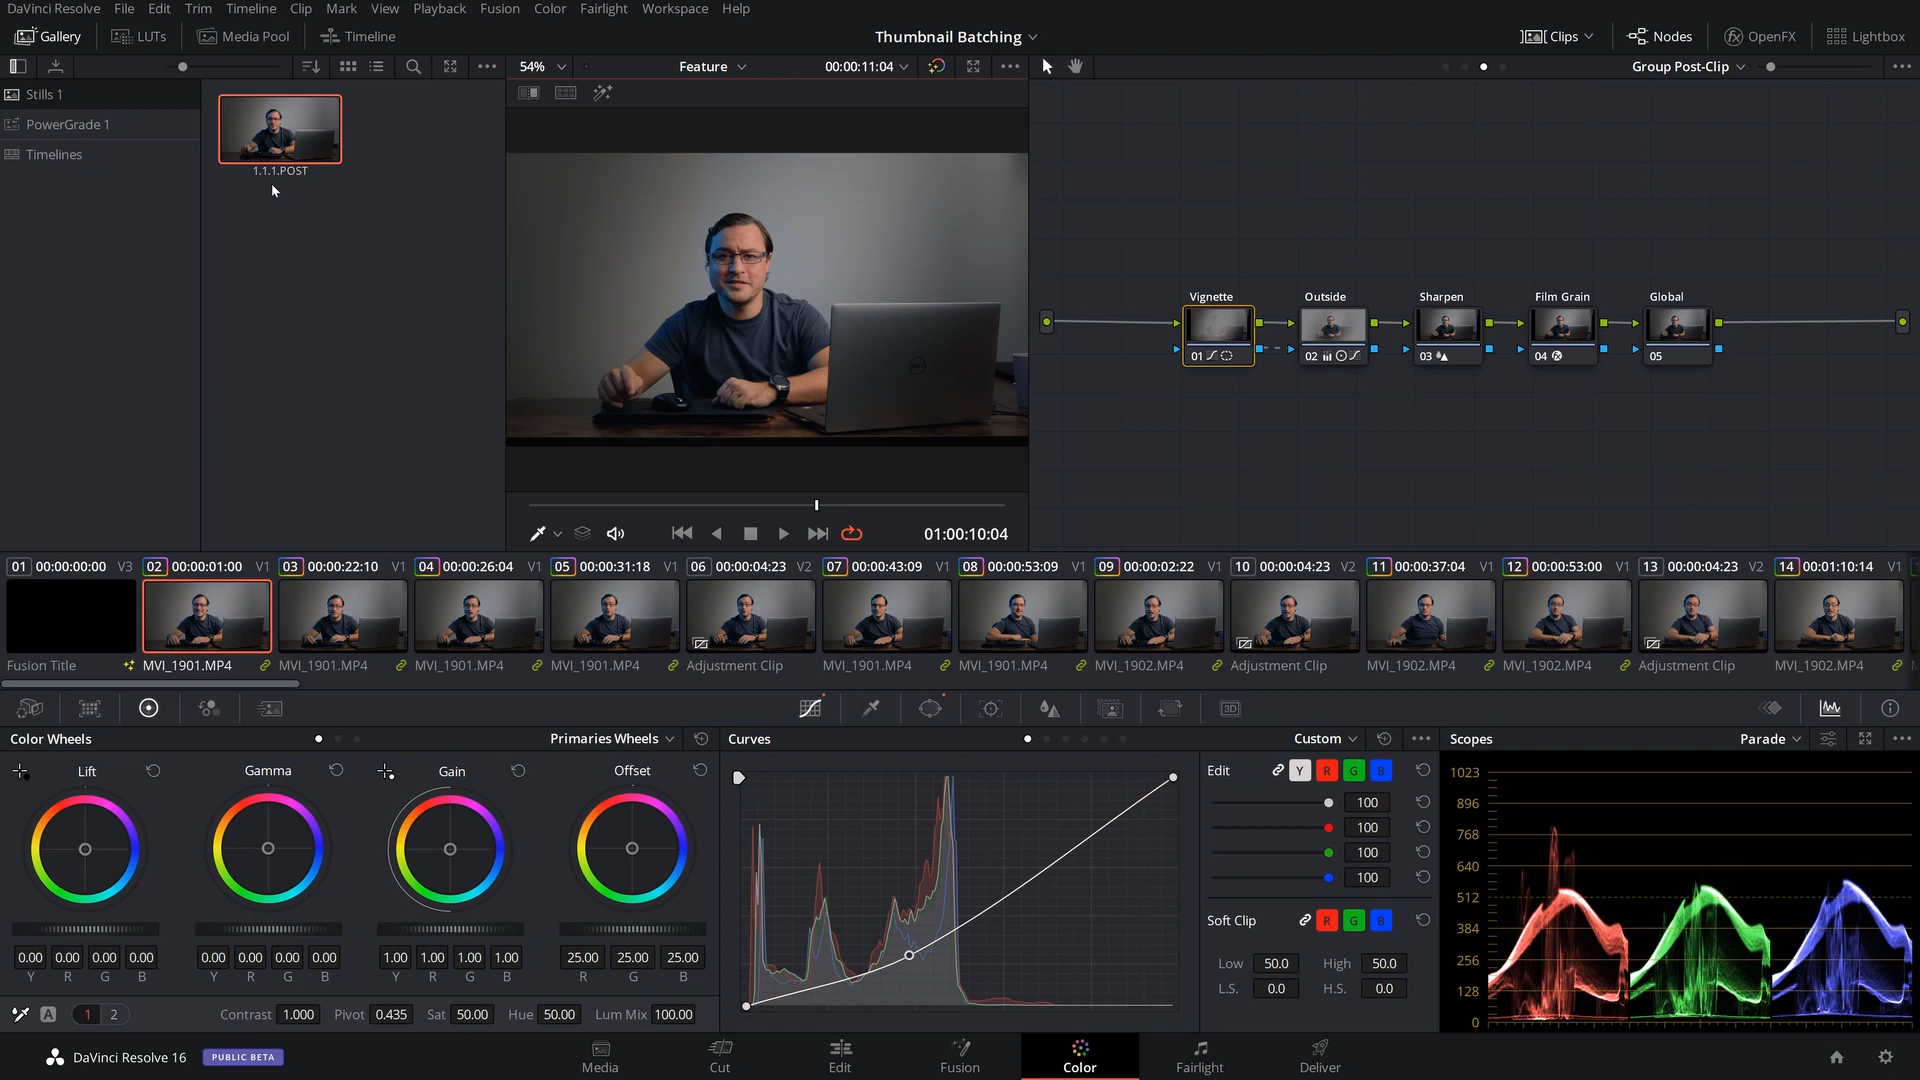 DaVinci Resolve File Edit Trim Timeline Clip Mark View Playback Fusion Color Fairlight Workspace Help
Gallery LUTs Media Pool Timeline Thumbnail Batching Clips Nodes OpenFX Lightbox
54% Feature 00:00:11:04 Group Post-Clip
Stills 1
PowerGrade 1
Timelines
1.1.1.POST
Vignette Outside Sharpen Film Grain Global
01 02 03 04 05
DELL
01:00:10:04
01 00:00:00:00 V3 02 00:00:01:00 V1 03 00:00:22:10 V1 04 00:00:26:04 V1 05 00:00:31:18 V1 06 00:00:04:23 V2 07 00:00:43:09 V1 08 00:00:53:09 V1 09 00:00:02:22 V1 10 00:00:04:23 V2 11 00:00:37:04 V1 12 00:00:53:00 V1 13 00:00:04:23 V2 14 00:01:10:14 V1
Fusion Title MVI_1901.MP4 MVI_1901.MP4 MVI_1901.MP4 MVI_1901.MP4 Adjustment Clip MVI_1901.MP4 MVI_1901.MP4 MVI_1902.MP4 Adjustment Clip MVI_1902.MP4 MVI_1902.MP4 Adjustment Clip MVI_1902.MP4
3D
Color Wheels Primaries Wheels
Lift Gamma Gain Offset
0.00 0.00 0.00 0.00 0.00 0.00 0.00 0.00 1.00 1.00 1.00 1.00 25.00 25.00 25.00
Y R G B Y R G B Y R G B R G B
A 1 2 Contrast 1.000 Pivot 0.435 Sat 50.00 Hue 50.00 Lum Mix 100.00
Curves Custom
Edit Y R G B
100
100
100
100
Soft Clip R G B
Low 50.0 High 50.0
L.S. 0.0 H.S. 0.0
Scopes Parade
1023
896
768
640
512
384
256
128
0
DaVinci Resolve 16 PUBLIC BETA
Media Cut Edit Fusion Color Fairlight Deliver